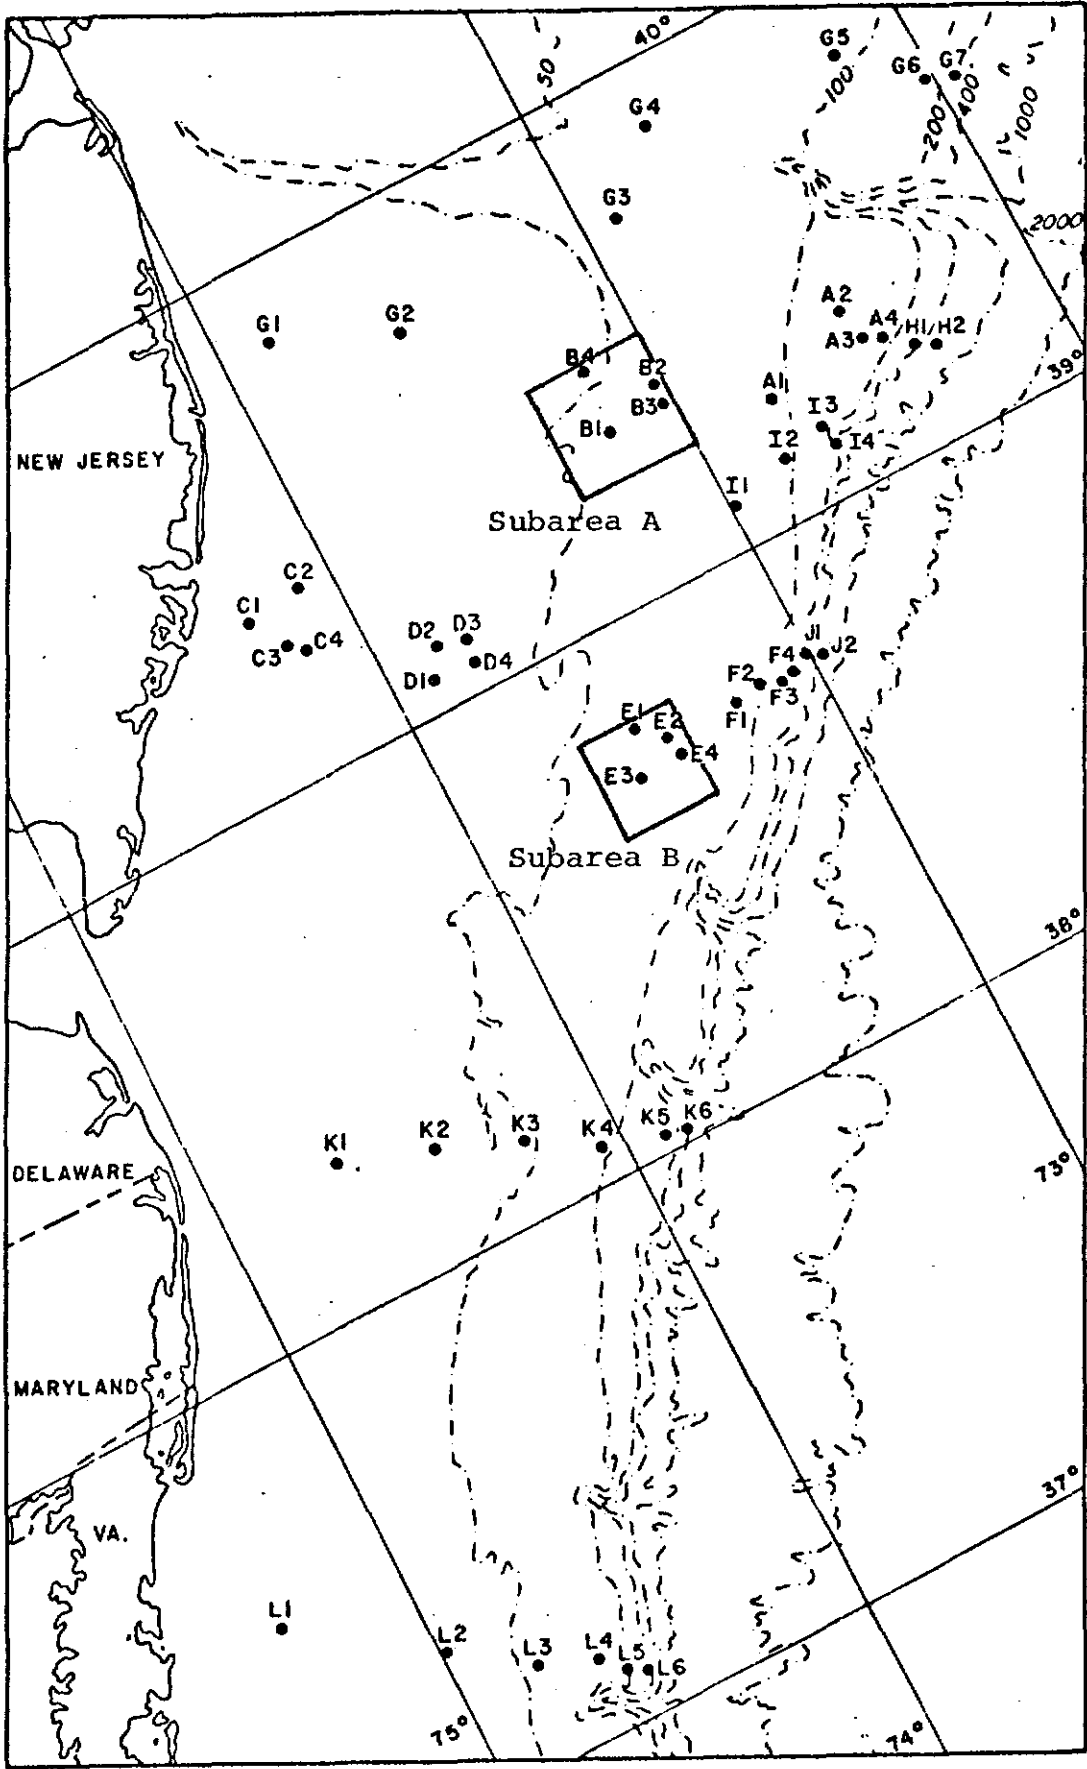 40°
G5
50
100
G6
G7
200
400
1000
G4
G3
2000
G1
G2
A2
A3
A4
H1/H2
39°
B4
B2
B3
B1
A1
I3
I2
I4
NEW JERSEY
I1
Subarea A
C2
C1
C3
C4
D2
D3
D4
D1
J1
J2
F4
F2
F3
F1
E1
E2
E4
E3
Subarea B
38°
K1
K2
K3
K4
K5
K6
73°
DELAWARE
MARYLAND
37°
VA.
L1
L2
L3
L4
L5
L6
75°
74°